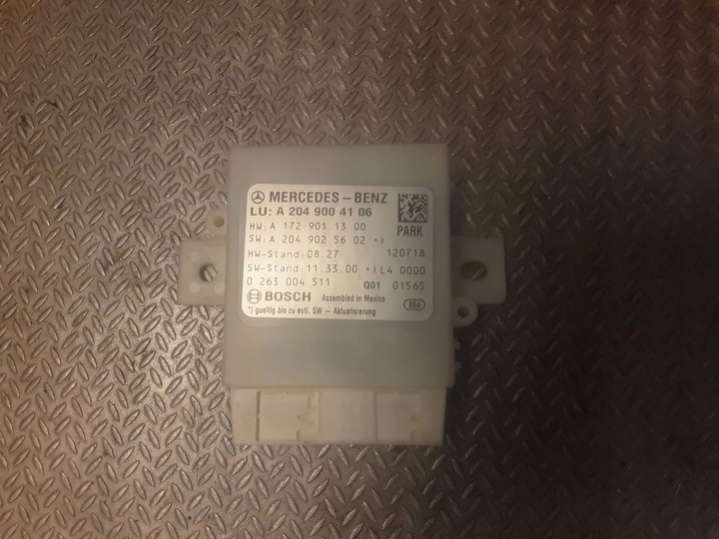 MERCEDES-BENZ
LU: A 204 900 41 06
PARK
HW: A 172 901 13 00
SW: A 204 902 56 02 *)
HW-Stand: 08.27 120718
SW-Stand: 11.33.00 *) L4 0000
0 263 004 511 Q01 01565
BOSCH Assembled in Mexico
*) gueltig bis zu evtl. SW - Aktualisierung